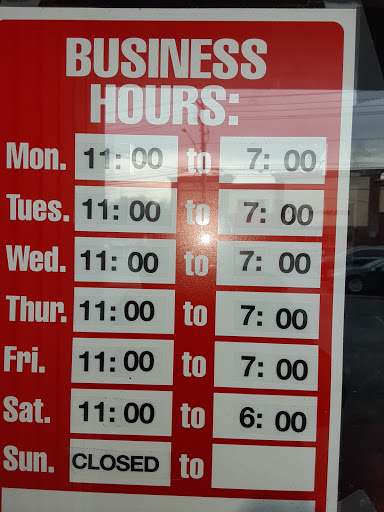 BUSINESS
HOURS:
Mon. 11:00 to 7:00
Tues. 11:00 to 7:00
Wed. 11:00 to 7:00
Thur. 11:00 to 7:00
Fri. 11:00 to 7:00
Sat. 11:00 to 6:00
Sun. CLOSED to